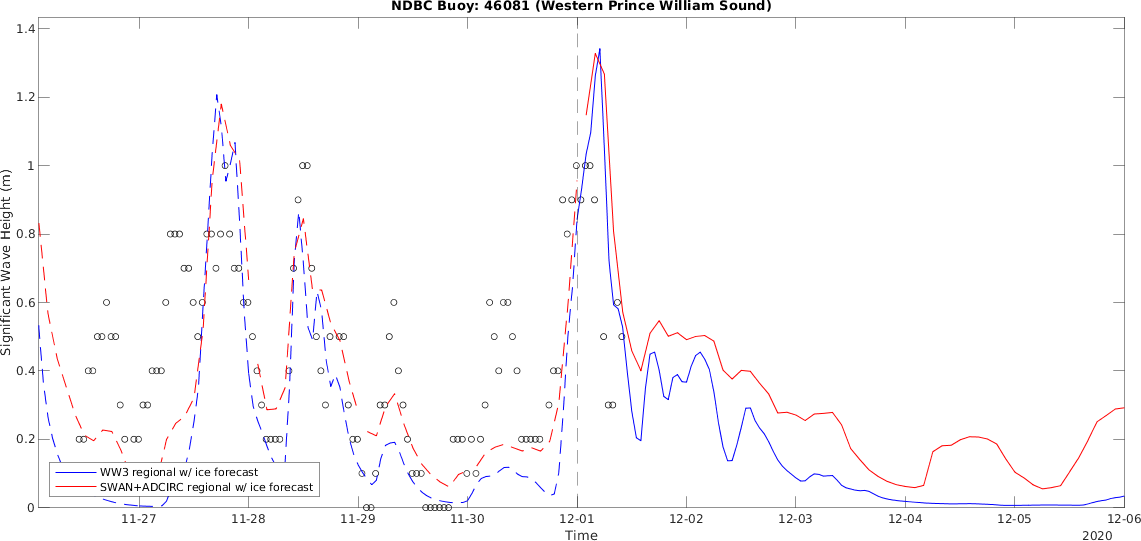 NDBC Buoy: 46081 (Western Prince William Sound)
1.4
1.2
1
0.8
0.6
0.4
0.2
0
Significant Wave Height (m)
WW3 regional w/ ice forecast
SWAN+ADCIRC regional w/ ice forecast
11-27 11-28 11-29 11-30 12-01 12-02 12-03 12-04 12-05 12-06
Time
2020